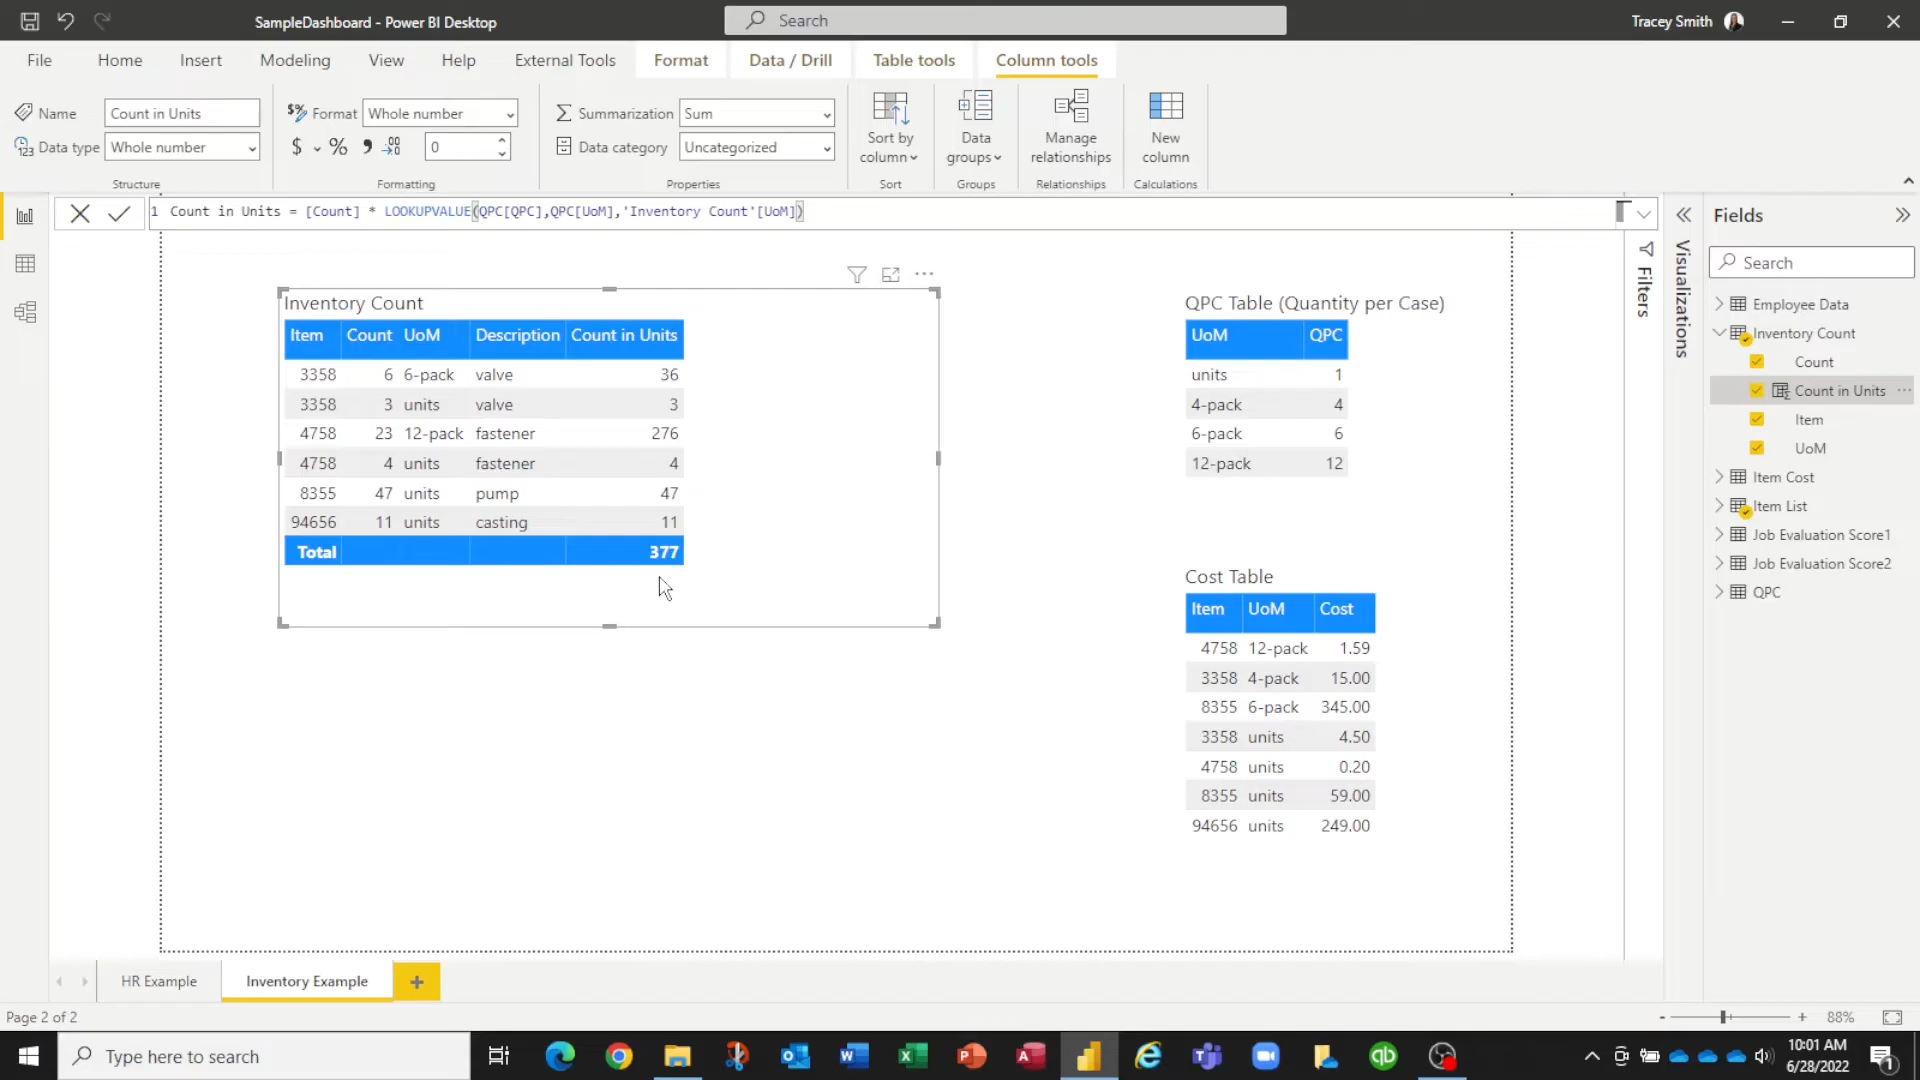 SampleDashboard - Power BI Desktop
Search
Tracey Smith
File Home Insert Modeling View Help External Tools Format Data / Drill Table tools Column tools
Name Count in Units
Data type Whole number
Structure
Format Whole number
$ % 0
Formatting
Summarization Sum
Data category Uncategorized
Properties
Sort by
column
Sort
Data
groups
Groups
Manage
relationships
Relationships
New
column
Calculations
1 Count in Units = [Count] * LOOKUPVALUE(QPC[QPC],QPC[UoM],'Inventory Count'[UoM])
Inventory Count
Item Count UoM Description Count in Units
3358 6 6-pack valve 36
3358 3 units valve 3
4758 23 12-pack fastener 276
4758 4 units fastener 4
8355 47 units pump 47
94656 11 units casting 11
Total 377
QPC Table (Quantity per Case)
UoM QPC
units 1
4-pack 4
6-pack 6
12-pack 12
Cost Table
Item UoM Cost
4758 12-pack 1.59
3358 4-pack 15.00
8355 6-pack 345.00
3358 units 4.50
4758 units 0.20
8355 units 59.00
94656 units 249.00
Filters
Visualizations
Fields
Search
Employee Data
Inventory Count
Count
Count in Units
Item
UoM
Item Cost
Item List
Job Evaluation Score1
Job Evaluation Score2
QPC
HR Example
Inventory Example
+
Page 2 of 2
- + 88%
Type here to search
10:01 AM
6/28/2022
1